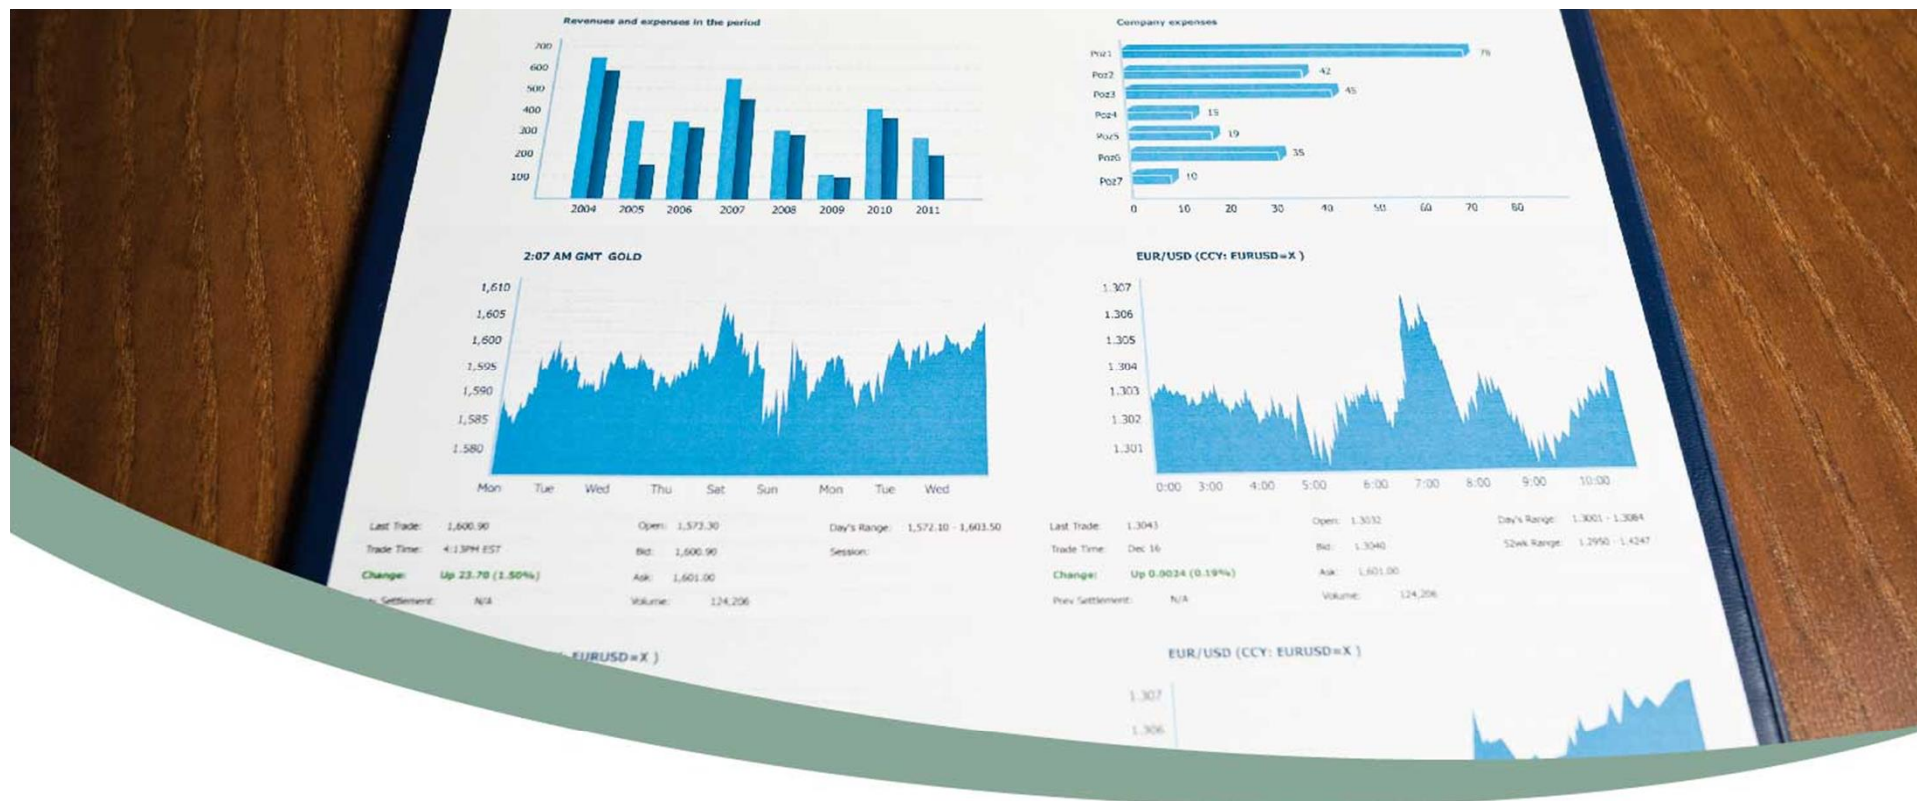 Revenues and expenses in the period
700
600
500
400
300
200
100
2004 2005 2006 2007 2008 2009 2010 2011
Company expenses
Poz1 76
Poz2 42
Poz3 45
Poz4 15
Poz5 19
Poz6 35
Poz7 10
0 10 20 30 40 50 60 70 80
2:07 AM GMT GOLD
1,610
1,605
1,600
1,595
1,590
1,585
1.580
Mon Tue Wed Thu Sat Sun Mon Tue Wed
EUR/USD (CCY: EURUSD=X )
1.307
1.306
1.305
1.304
1.303
1.302
1.301
0:00 3:00 4:00 5:00 6:00 7:00 8:00 9:00 10:00
Last Trade: 1,600.90 Open: 1,573.30 Day's Range: 1,572.10 - 1,603.50
Trade Time: 4:13PM EST Bid: 1,600.90 Session:
Change: Up 23.70 (1.50%) Ask: 1,601.00
Settlement: N/A Volume: 124,206
Last Trade: 1.3043 Open: 1.3032 Day's Range: 1.3001 - 1.3084
Trade Time: Dec 16 Bid: 1.3040 52wk Range: 1.2950 - 1.4247
Change: Up 0.0024 (0.19%) Ask: 1,601.00
Prev Settlement: N/A Volume: 124,206
EURUSD=X )
EUR/USD (CCY: EURUSD=X )
1.307
1.306